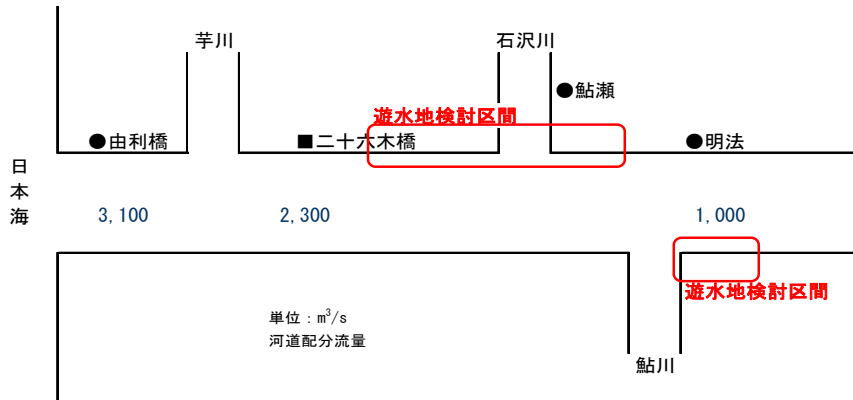 芋川
石沢川
●鮎瀬
遊水地検討区間
●由利橋
■二十六木橋
●明法
日本海
3,100
2,300
1,000
遊水地検討区間
単位：m³/s
河道配分流量
鮎川